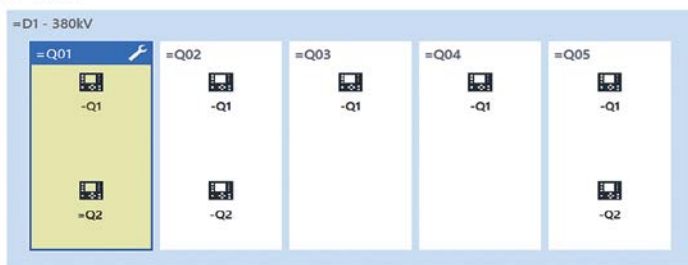 =D1 - 380kV
=Q01 =Q02 =Q03 =Q04 =Q05
-Q1 -Q1 -Q1 -Q1 -Q1
=Q2 -Q2 -Q2